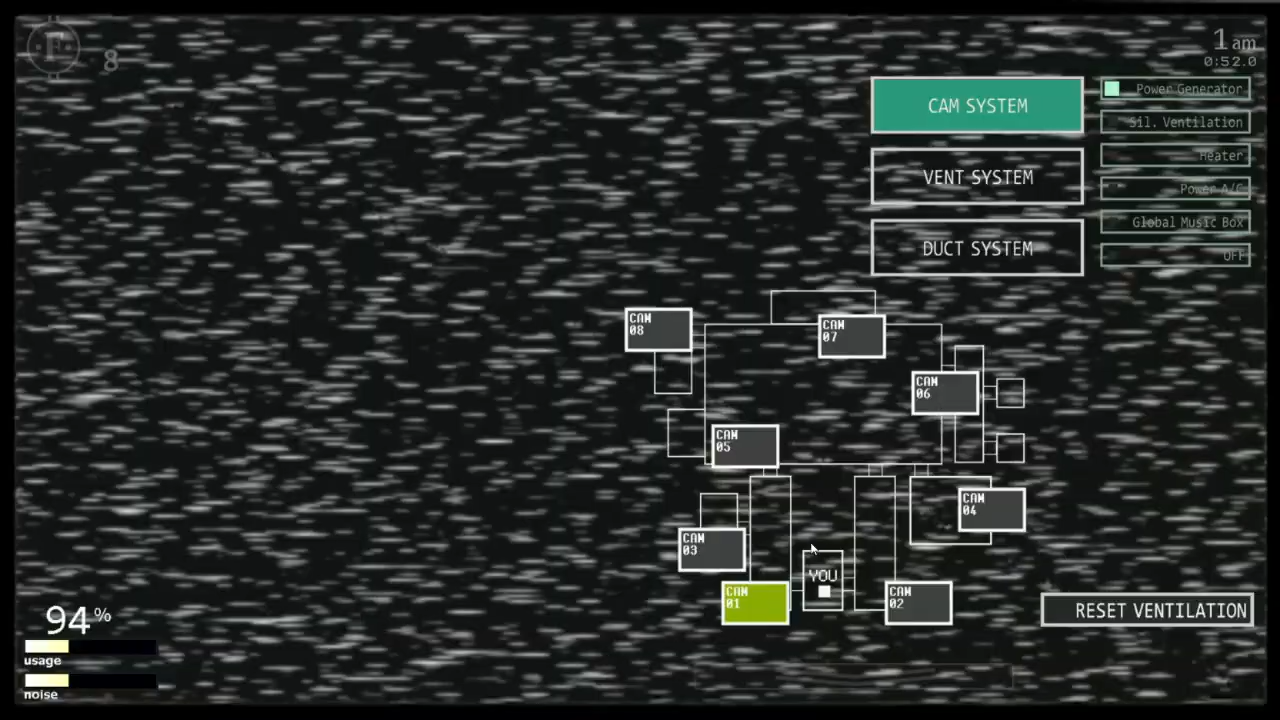 F 8
1 am
0:52.0
CAM SYSTEM
VENT SYSTEM
DUCT SYSTEM
Power Generator
Sil. Ventilation
Heater
Power A/C
Global Music Box
OFF
CAM
08
CAM
07
CAM
06
CAM
05
CAM
04
CAM
03
YOU
CAM
01
CAM
02
RESET VENTILATION
94%
usage
noise